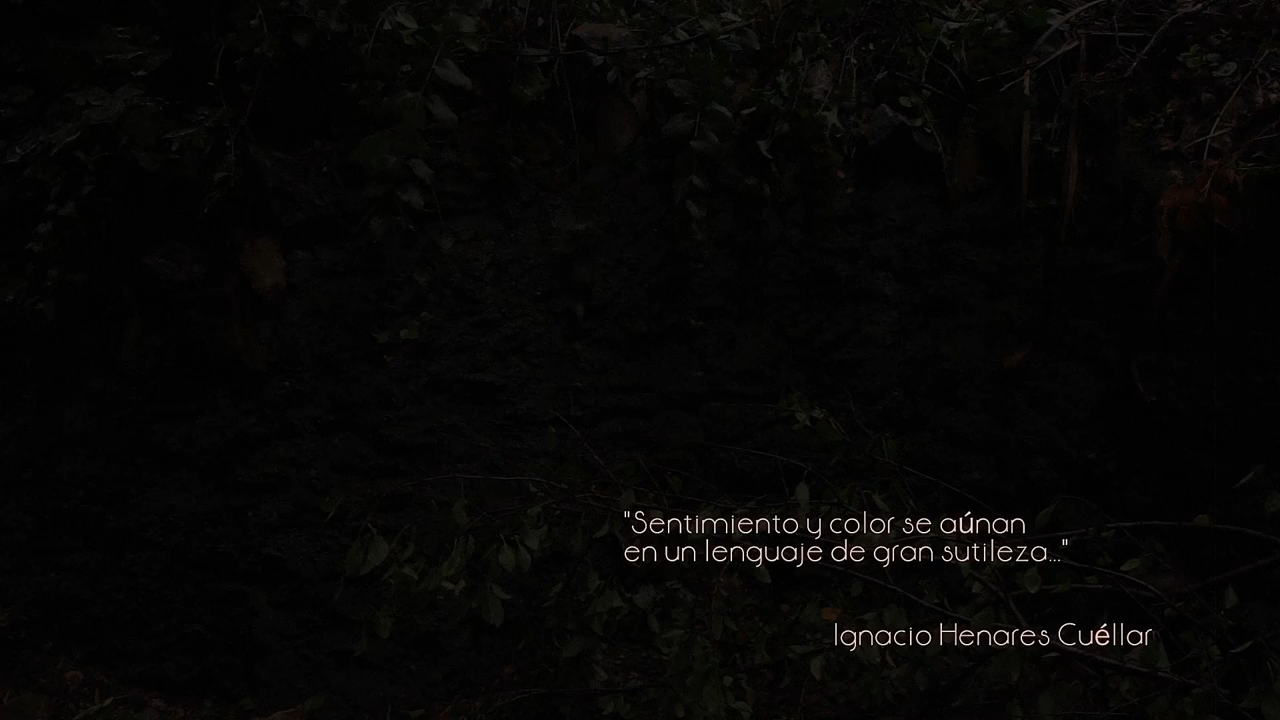 "Sentimiento y color se aúnan
en un lenguaje de gran sutileza..."
Ignacio Henares Cuéllar